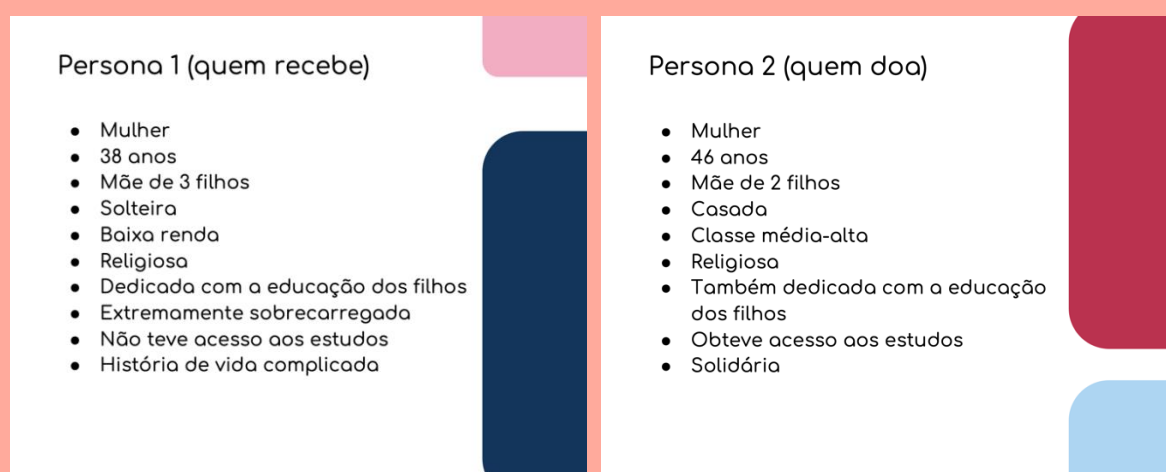 Persona 1 (quem recebe)
● Mulher
● 38 anos
● Mãe de 3 filhos
● Solteira
● Baixa renda
● Religiosa
● Dedicada com a educação dos filhos
● Extremamente sobrecarregada
● Não teve acesso aos estudos
● História de vida complicada
Persona 2 (quem doa)
● Mulher
● 46 anos
● Mãe de 2 filhos
● Casada
● Classe média-alta
● Religiosa
● Também dedicada com a educação
dos filhos
● Obteve acesso aos estudos
● Solidária